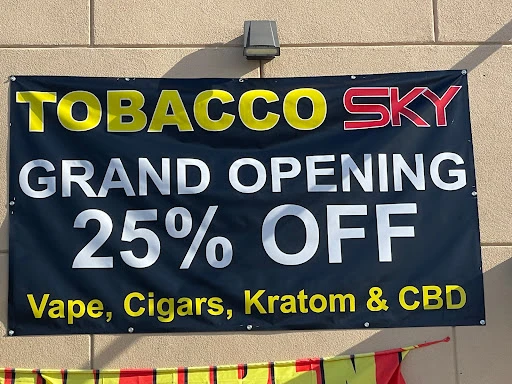 TOBACCO SKY
GRAND OPENING
25% OFF
Vape, Cigars, Kratom & CBD